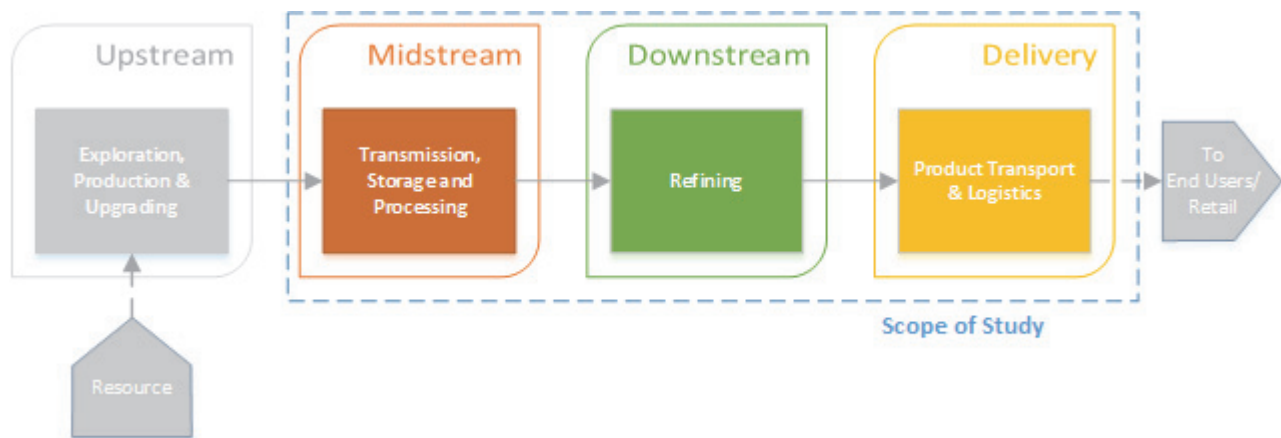 Upstream
Midstream
Downstream
Delivery
Exploration,
Production &
Upgrading
Transmission,
Storage and
Processing
Refining
Product Transport
& Logistics
To
End Users/
Retail
Scope of Study
Resource